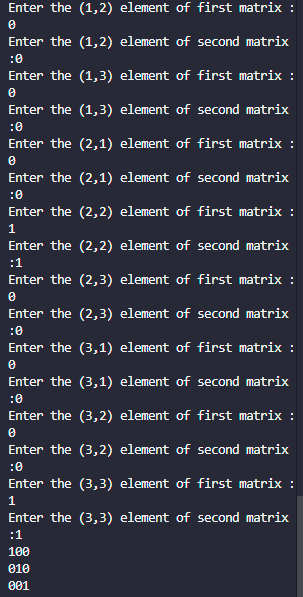 Enter the (1,2) element of first matrix :
0
Enter the (1,2) element of second matrix
:0
Enter the (1,3) element of first matrix :
0
Enter the (1,3) element of second matrix
:0
Enter the (2,1) element of first matrix :
0
Enter the (2,1) element of second matrix
:0
Enter the (2,2) element of first matrix :
1
Enter the (2,2) element of second matrix
:1
Enter the (2,3) element of first matrix :
0
Enter the (2,3) element of second matrix
:0
Enter the (3,1) element of first matrix :
0
Enter the (3,1) element of second matrix
:0
Enter the (3,2) element of first matrix :
0
Enter the (3,2) element of second matrix
:0
Enter the (3,3) element of first matrix :
1
Enter the (3,3) element of second matrix
:1
100
010
001